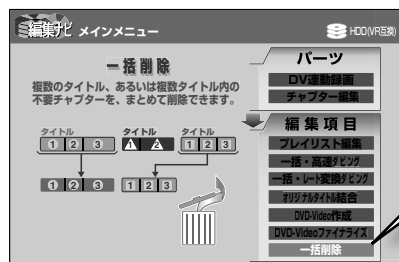 編集ナビ メインメニュー
HDD(VR互換)
一括削除
複数のタイトル、あるいは複数タイトル内の
不要チャプターを、まとめて削除できます。
タイトル タイトル タイトル
1 2 3 1 2 1 2 3
1 2 3 1 2 3
パーツ
DV連動録画
チャプター編集
編集項目
プレイリスト編集
一括・高速ダビング
一括・レート変換ダビング
オリジナルタイトル結合
DVD-Video作成
DVD-Videoファイナライズ
一括削除